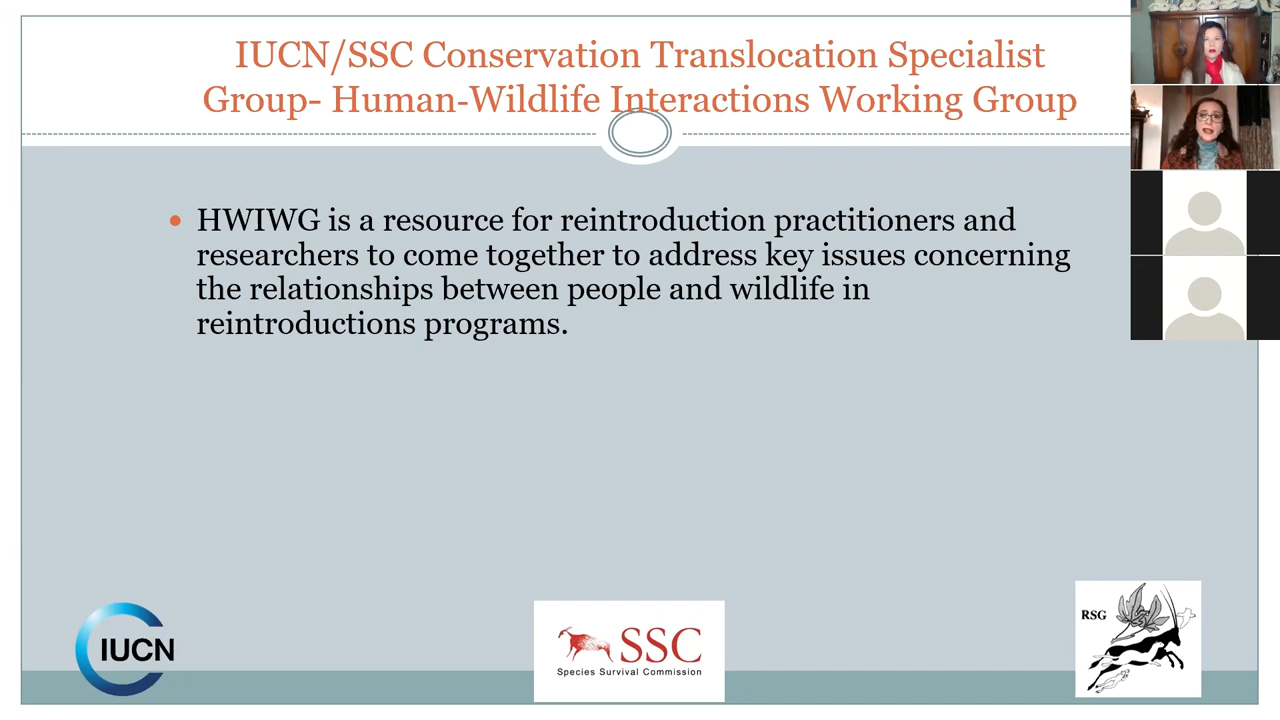 IUCN/SSC Conservation Translocation Specialist
Group- Human-Wildlife Interactions Working Group
• HWIWG is a resource for reintroduction practitioners and
researchers to come together to address key issues concerning
the relationships between people and wildlife in
reintroductions programs.
IUCN
SSC
Species Survival Commission
RSG